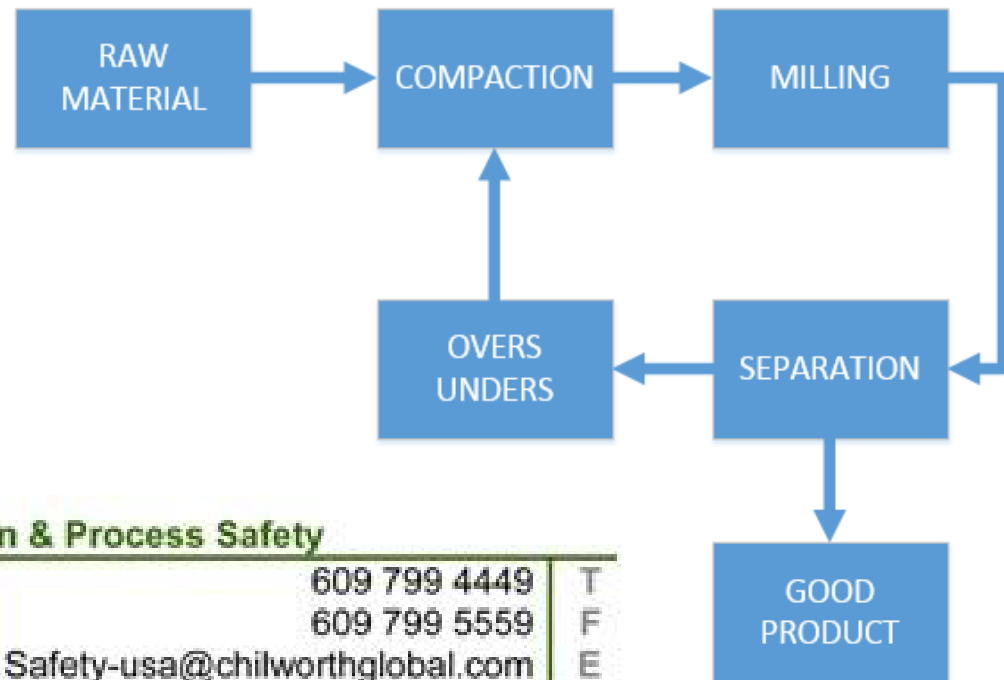 RAW
MATERIAL
COMPACTION
MILLING
OVERS
UNDERS
SEPARATION
GOOD
PRODUCT
n & Process Safety
609 799 4449 T
609 799 5559 F
Safety-usa@chilworthglobal.com E